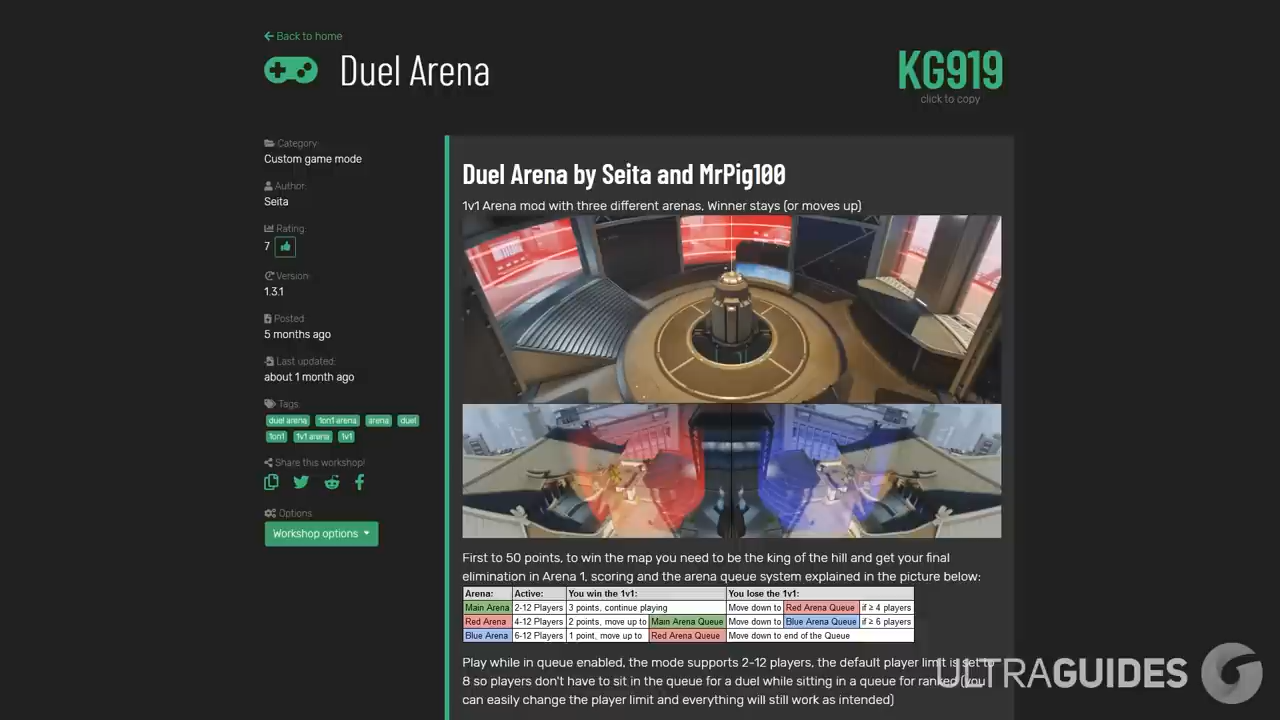 Back to home
Duel Arena
KG919
click to copy
Category:
Custom game mode
Author:
Seita
Rating:
7
Version:
1.3.1
Posted:
5 months ago
Last updated:
about 1 month ago
Tags:
duel arena 1on1 arena arena duel
1on1 1v1 arena 1v1
Share this workshop!
Options:
Workshop options
Duel Arena by Seita and MrPig100
1v1 Arena mod with three different arenas, Winner stays (or moves up)
First to 50 points, to win the map you need to be the king of the hill and get your final
elimination in Arena 1, scoring and the arena queue system explained in the picture below:
Arena: Active: You win the 1v1: You lose the 1v1:
Main Arena 2-12 Players 3 points, continue playing Move down to Red Arena Queue if ≥ 4 players
Red Arena 4-12 Players 2 points, move up to Main Arena Queue Move down to Blue Arena Queue if ≥ 6 players
Blue Arena 6-12 Players 1 point, move up to Red Arena Queue Move down to end of the Queue
Play while in queue enabled, the mode supports 2-12 players, the default player limit is set to
8 so players don't have to sit in the queue for a duel while sitting in a queue for ranked (you
can easily change the player limit and everything will still work as intended)
ULTRAGUIDES